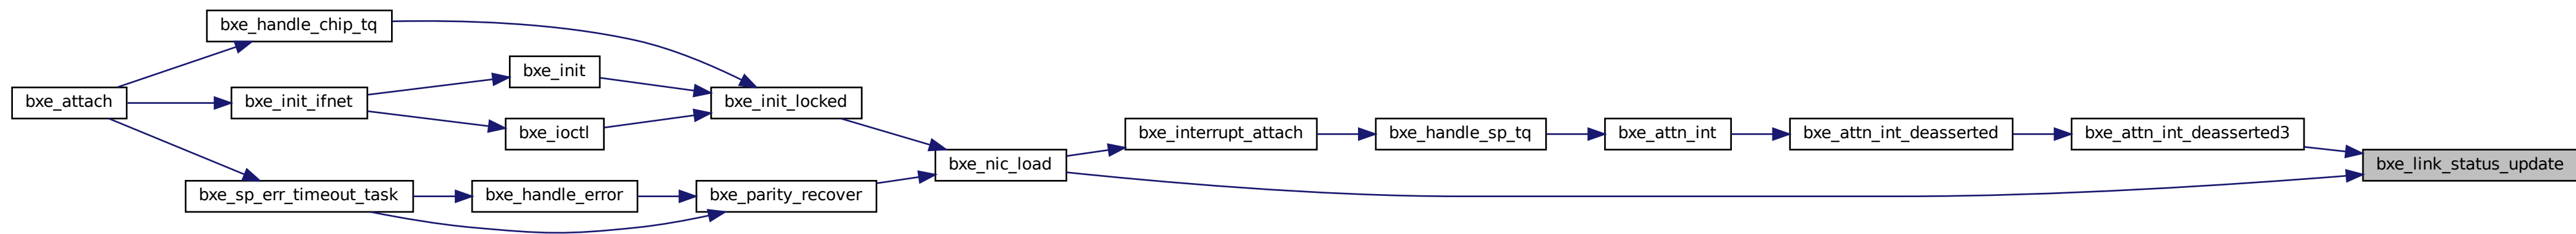 bxe_handle_chip_tq
bxe_init
bxe_attach
bxe_init_ifnet
bxe_init_locked
bxe_ioctl
bxe_interrupt_attach
bxe_handle_sp_tq
bxe_attn_int
bxe_attn_int_deasserted
bxe_attn_int_deasserted3
bxe_nic_load
bxe_link_status_update
bxe_sp_err_timeout_task
bxe_handle_error
bxe_parity_recover